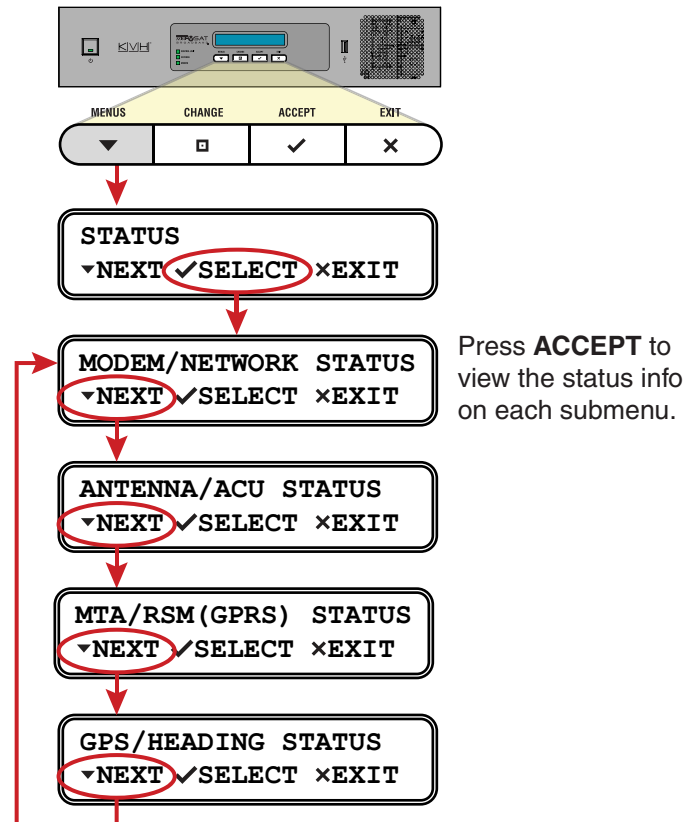 KVH
MENUS CHANGE ACCEPT EXIT
STATUS
NEXT ✓SELECT ×EXIT
MODEM/NETWORK STATUS
NEXT ✓SELECT ×EXIT
Press ACCEPT to
view the status info
on each submenu.
ANTENNA/ACU STATUS
NEXT ✓SELECT ×EXIT
MTA/RSM(GPRS) STATUS
NEXT ✓SELECT ×EXIT
GPS/HEADING STATUS
NEXT ✓SELECT ×EXIT